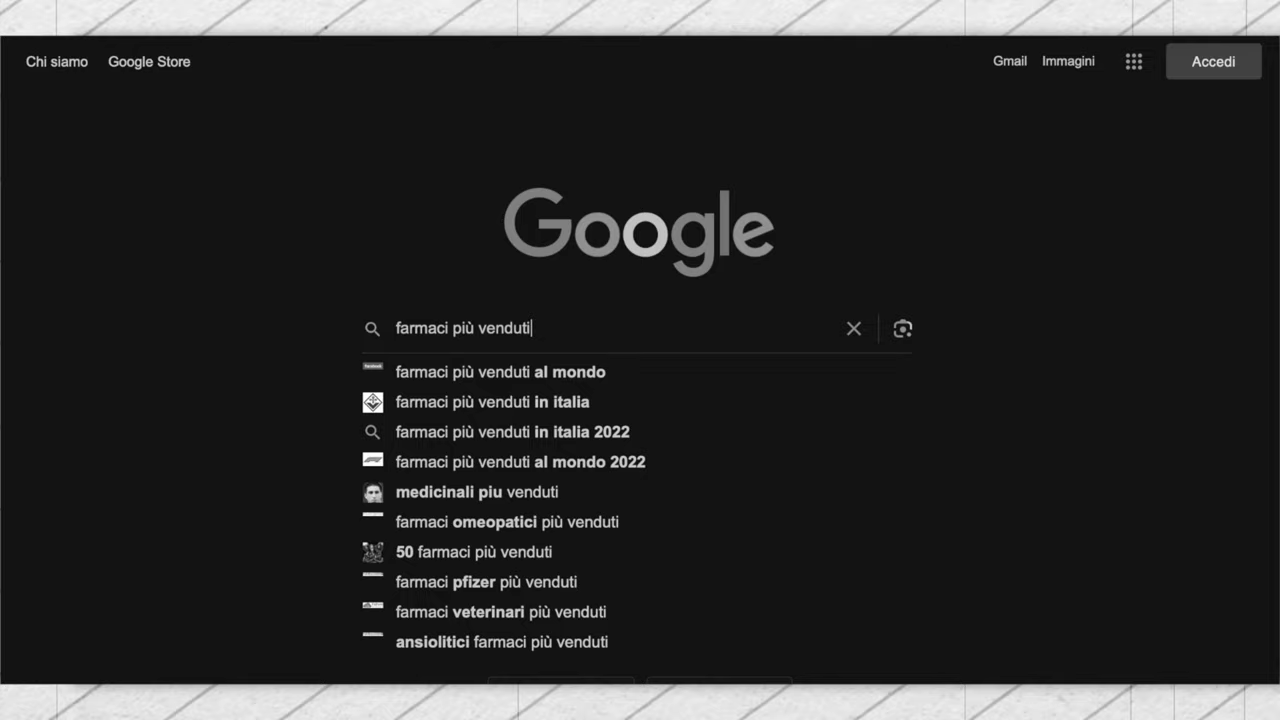 Chi siamo Google Store Gmail Immagini Accedi
Google
farmaci più venduti
farmaci più venduti al mondo
farmaci più venduti in italia
farmaci più venduti in italia 2022
farmaci più venduti al mondo 2022
medicinali piu venduti
farmaci omeopatici più venduti
50 farmaci più venduti
farmaci pfizer più venduti
farmaci veterinari più venduti
ansiolitici farmaci più venduti